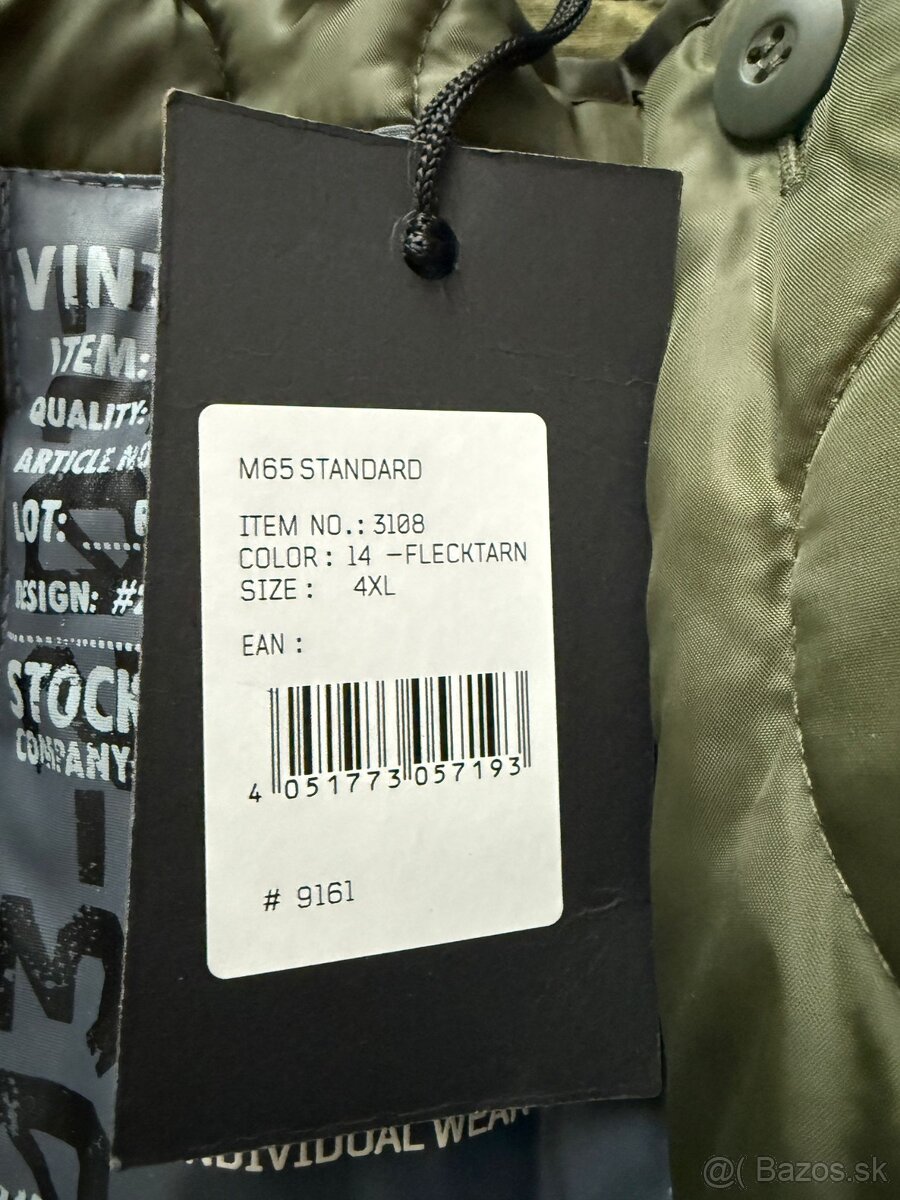 VINT
ITEM:
QUALITY:
ARTICLE NO
LOT:
DESIGN: #2
STOCK
COMPANY
M65 STANDARD
ITEM NO.: 3108
COLOR: 14 -FLECKTARN
SIZE: 4XL
EAN :
4 051773 057193
# 9161
INDIVIDUAL WEAR
@( Bazos.sk